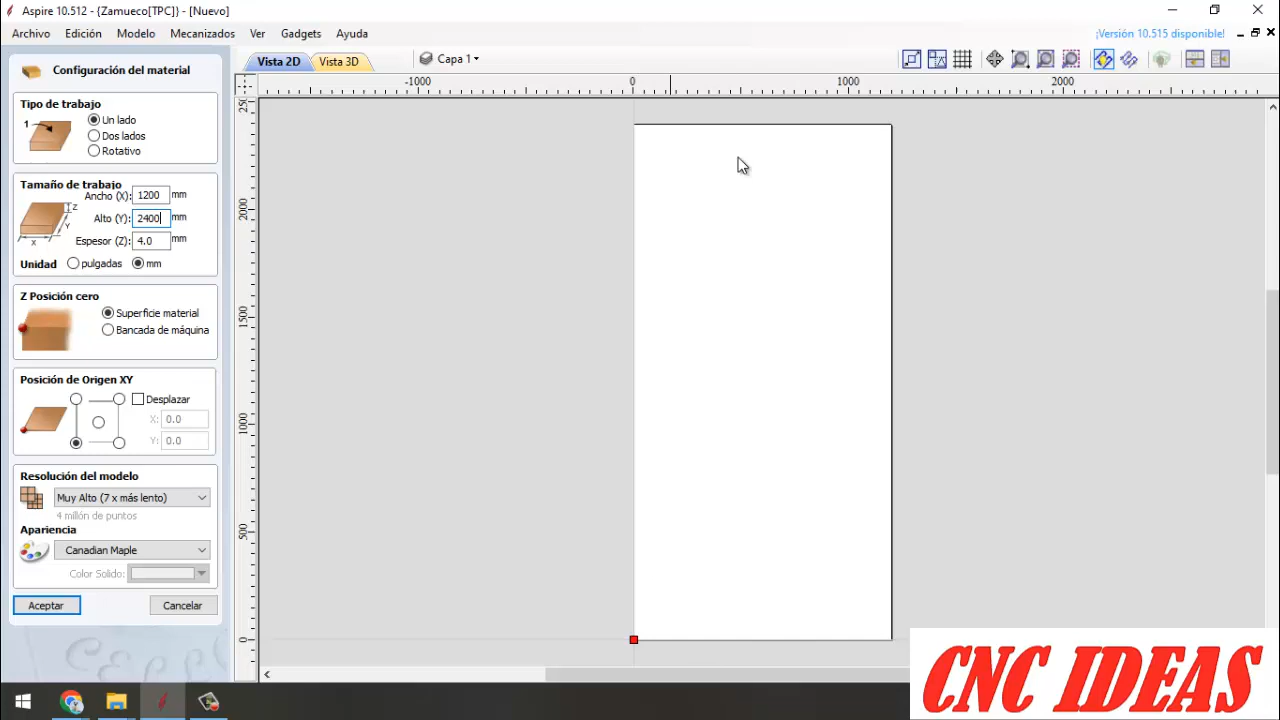 Aspire 10.512 - {Zamueco[TPC]} - [Nuevo]
Archivo Edición Modelo Mecanizados Ver Gadgets Ayuda ¡Versión 10.515 disponible!
Configuración del material
Vista 2D Vista 3D Capa 1
-1000 0 1000 2000
Tipo de trabajo
1
Un lado
Dos lados
Rotativo
Tamaño de trabajo
Ancho (X): 1200 mm
Alto (Y): 2400 mm
Espesor (Z): 4.0 mm
Z
Y
X
Unidad pulgadas mm
Z Posición cero
Superficie material
Bancada de máquina
Posición de Origen XY
Desplazar
X: 0.0
Y: 0.0
Resolución del modelo
Muy Alto (7 x más lento)
4 millón de puntos
Apariencia
Canadian Maple
Color Solido:
Aceptar Cancelar
2000
1500
1000
500
0
CNC IDEAS